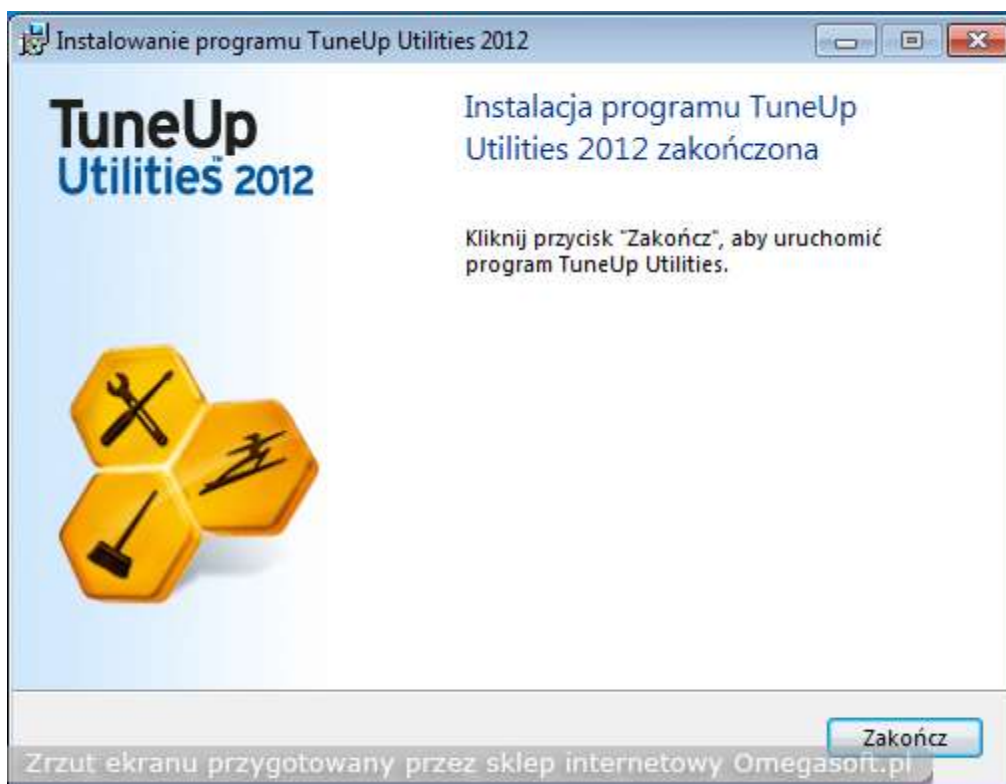 Instalowanie programu TuneUp Utilities 2012
TuneUp
Utilities™ 2012
Instalacja programu TuneUp
Utilities 2012 zakończona
Kliknij przycisk "Zakończ", aby uruchomić
program TuneUp Utilities.
Zakończ
Zrzut ekranu przygotowany przez sklep internetowy Omegasoft.pl